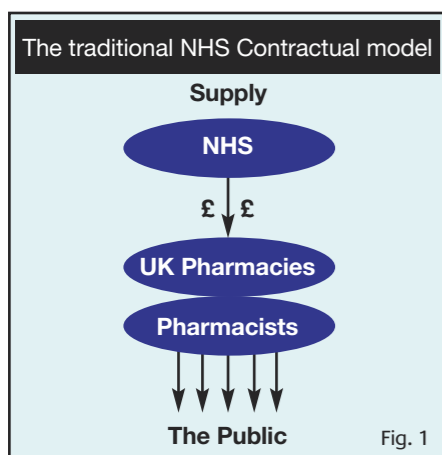 The traditional NHS Contractual model
Supply
NHS
£ £
UK Pharmacies
Pharmacists
The Public
Fig. 1